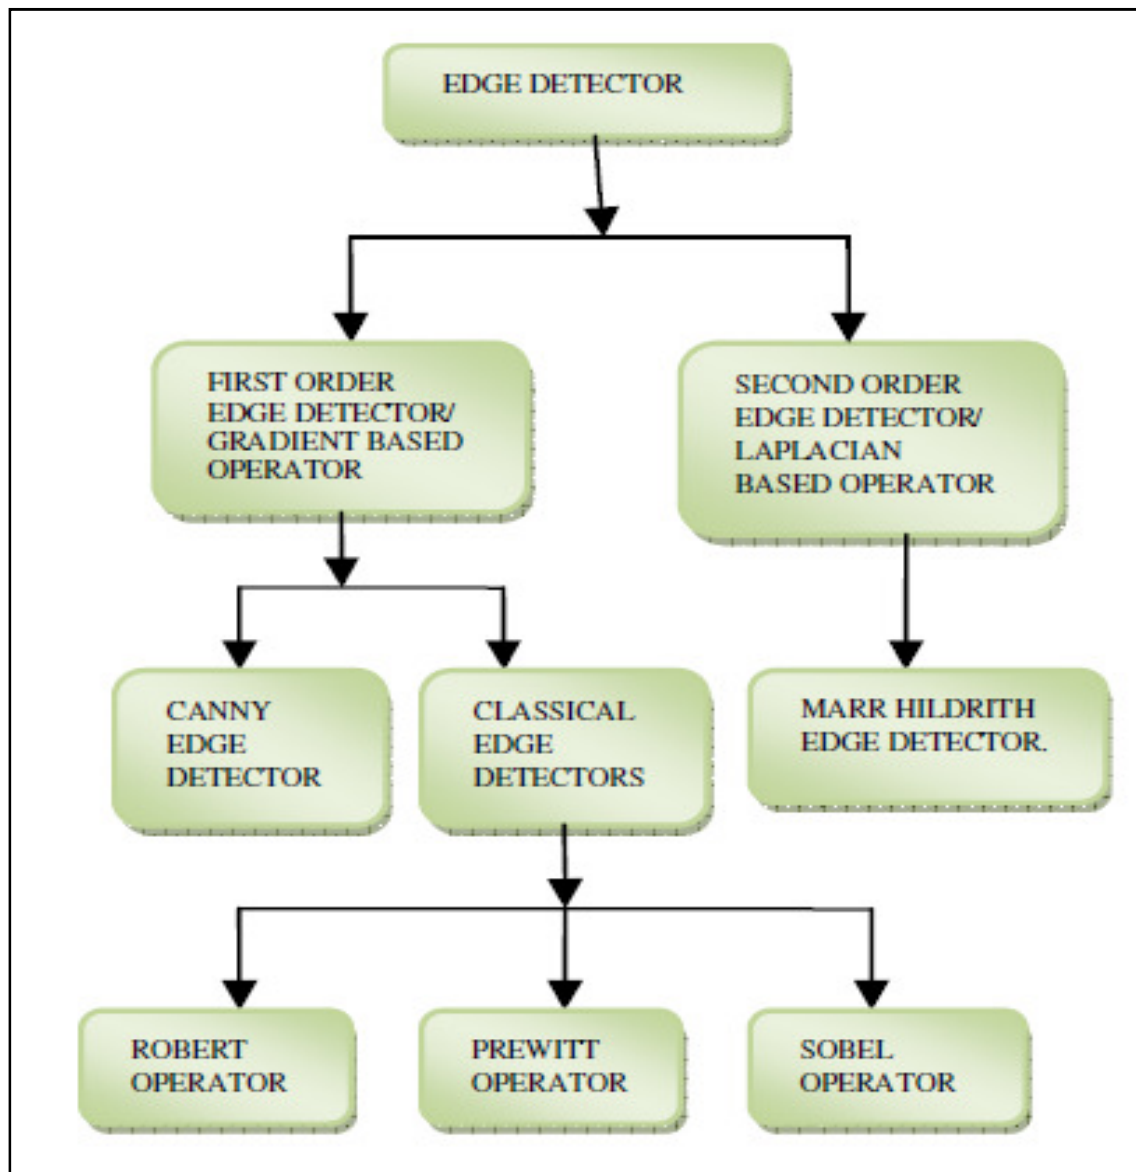 EDGE DETECTOR
FIRST ORDER
EDGE DETECTOR/
GRADIENT BASED
OPERATOR
SECOND ORDER
EDGE DETECTOR/
LAPLACIAN
BASED OPERATOR
CANNY
EDGE
DETECTOR
CLASSICAL
EDGE
DETECTORS
MARR HILDRITH
EDGE DETECTOR.
ROBERT
OPERATOR
PREWITT
OPERATOR
SOBEL
OPERATOR